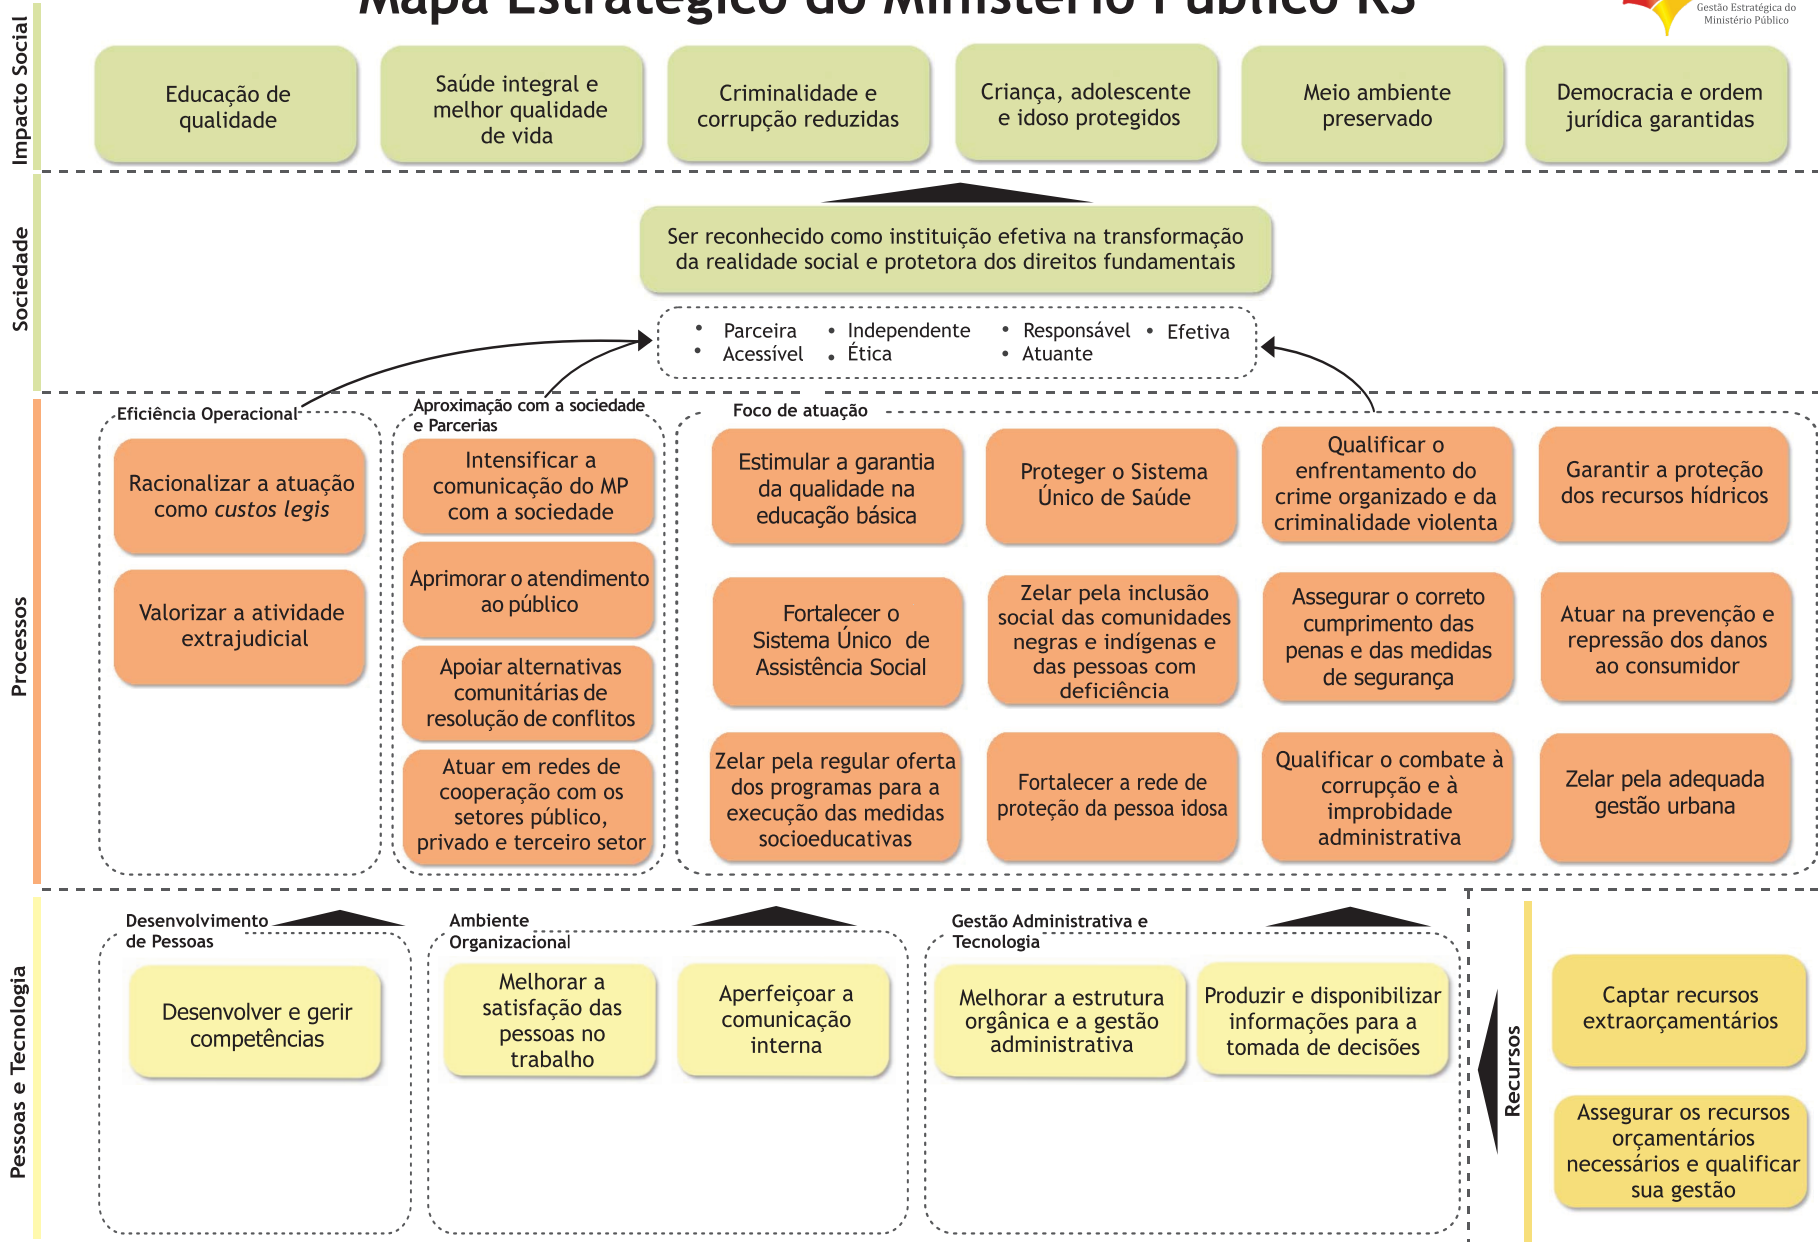 Mapa Estratégico do Ministério Público RS
Gestão Estratégica do
Ministério Público
Impacto Social
Educação de
qualidade
Saúde integral e
melhor qualidade
de vida
Criminalidade e
corrupção reduzidas
Criança, adolescente
e idoso protegidos
Meio ambiente
preservado
Democracia e ordem
jurídica garantidas
Sociedade
Ser reconhecido como instituição efetiva na transformação
da realidade social e protetora dos direitos fundamentais
• Parceira • Independente • Responsável • Efetiva
• Acessível • Ética • Atuante
Processos
Eficiência Operacional
Racionalizar a atuação
como custos legis
Valorizar a atividade
extrajudicial
Aproximação com a sociedade
e Parcerias
Intensificar a
comunicação do MP
com a sociedade
Aprimorar o atendimento
ao público
Apoiar alternativas
comunitárias de
resolução de conflitos
Atuar em redes de
cooperação com os
setores público,
privado e terceiro setor
Foco de atuação
Estimular a garantia
da qualidade na
educação básica
Proteger o Sistema
Único de Saúde
Qualificar o
enfrentamento do
crime organizado e da
criminalidade violenta
Garantir a proteção
dos recursos hídricos
Fortalecer o
Sistema Único de
Assistência Social
Zelar pela inclusão
social das comunidades
negras e indígenas e
das pessoas com
deficiência
Assegurar o correto
cumprimento das
penas e das medidas
de segurança
Atuar na prevenção e
repressão dos danos
ao consumidor
Zelar pela regular oferta
dos programas para a
execução das medidas
socioeducativas
Fortalecer a rede de
proteção da pessoa idosa
Qualificar o combate à
corrupção e à
improbidade
administrativa
Zelar pela adequada
gestão urbana
Pessoas e Tecnologia
Desenvolvimento
de Pessoas
Desenvolver e gerir
competências
Ambiente
Organizacional
Melhorar a
satisfação das
pessoas no
trabalho
Aperfeiçoar a
comunicação
interna
Gestão Administrativa e
Tecnologia
Melhorar a estrutura
orgânica e a gestão
administrativa
Produzir e disponibilizar
informações para a
tomada de decisões
Recursos
Captar recursos
extraorçamentários
Assegurar os recursos
orçamentários
necessários e qualificar
sua gestão